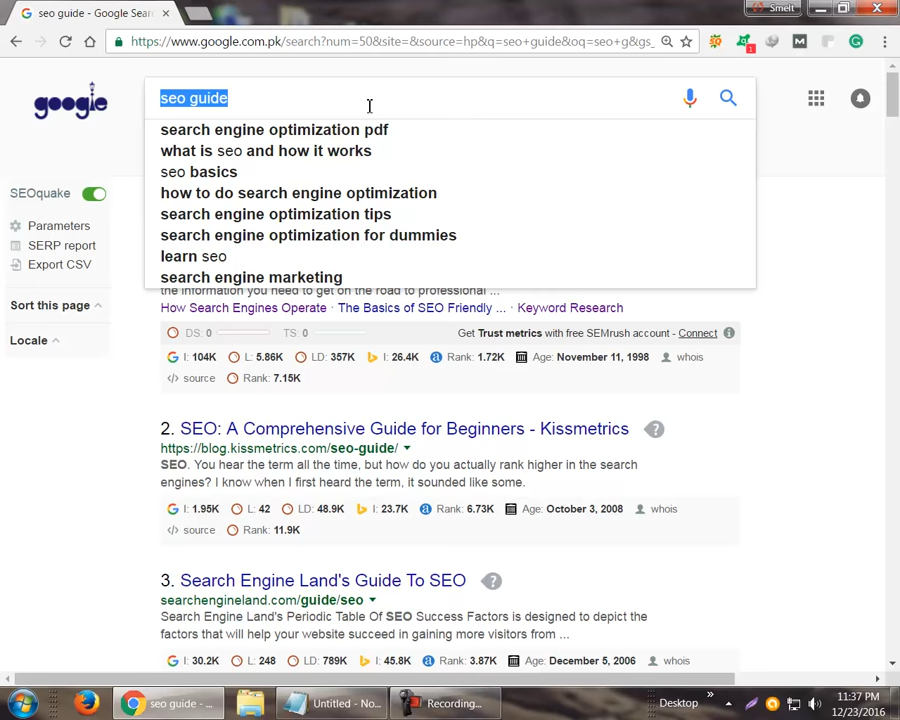 seo guide - Google Sear
Smelt
https://www.google.com.pk/search?num=50&site=&source=hp&q=seo+guide&oq=seo+g&gs_
1
google
seo guide
search engine optimization pdf
what is seo and how it works
seo basics
how to do search engine optimization
search engine optimization tips
search engine optimization for dummies
learn seo
search engine marketing
SEOquake
Parameters
SERP report
Export CSV
Sort this page
Locale
the information you need to get on the road to professional ...
How Search Engines Operate · The Basics of SEO Friendly ... · Keyword Research
DS: 0 TS: 0 Get Trust metrics with free SEMrush account - Connect
I: 104K L: 5.86K LD: 357K I: 26.4K Rank: 1.72K Age: November 11, 1998 whois
source Rank: 7.15K
2. SEO: A Comprehensive Guide for Beginners - Kissmetrics
https://blog.kissmetrics.com/seo-guide/
SEO. You hear the term all the time, but how do you actually rank higher in the search
engines? I know when I first heard the term, it sounded like some.
I: 1.95K L: 42 LD: 48.9K I: 23.7K Rank: 6.73K Age: October 3, 2008 whois
source Rank: 11.9K
3. Search Engine Land's Guide To SEO
searchengineland.com/guide/seo
Search Engine Land's Periodic Table Of SEO Success Factors is designed to depict the
factors that will help your website succeed in gaining more visitors from ...
I: 30.2K L: 248 LD: 789K I: 45.8K Rank: 3.87K Age: December 5, 2006 whois
seo guide - ...
Untitled - No...
Recording...
Desktop
11:37 PM
12/23/2016